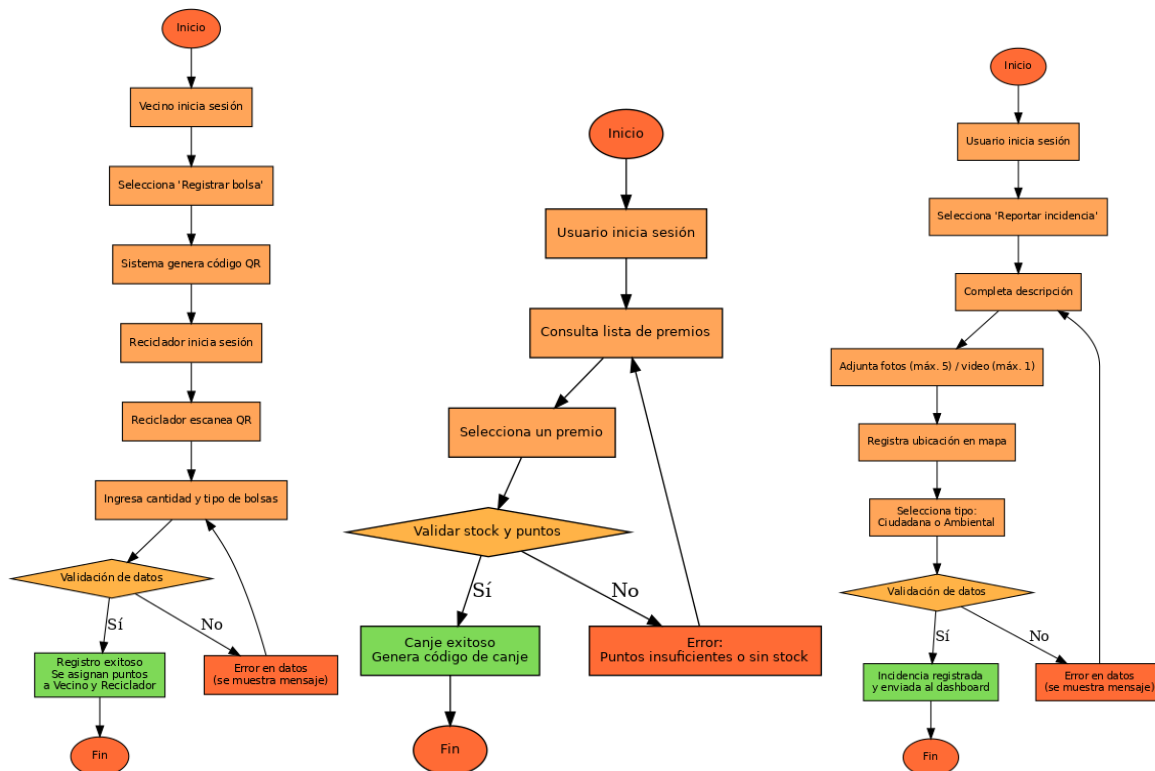 Inicio
Vecino inicia sesión
Selecciona 'Registrar bolsa'
Sistema genera código QR
Reciclador inicia sesión
Reciclador escanea QR
Ingresa cantidad y tipo de bolsas
Validación de datos
Sí
No
Registro exitoso
Se asignan puntos
a Vecino y Reciclador
Error en datos
(se muestra mensaje)
Fin
Inicio
Usuario inicia sesión
Consulta lista de premios
Selecciona un premio
Validar stock y puntos
Sí
No
Canje exitoso
Genera código de canje
Error:
Puntos insuficientes o sin stock
Fin
Inicio
Usuario inicia sesión
Selecciona 'Reportar incidencia'
Completa descripción
Adjunta fotos (máx. 5) / video (máx. 1)
Registra ubicación en mapa
Selecciona tipo:
Ciudadana o Ambiental
Validación de datos
Sí
No
Incidencia registrada
y enviada al dashboard
Error en datos
(se muestra mensaje)
Fin